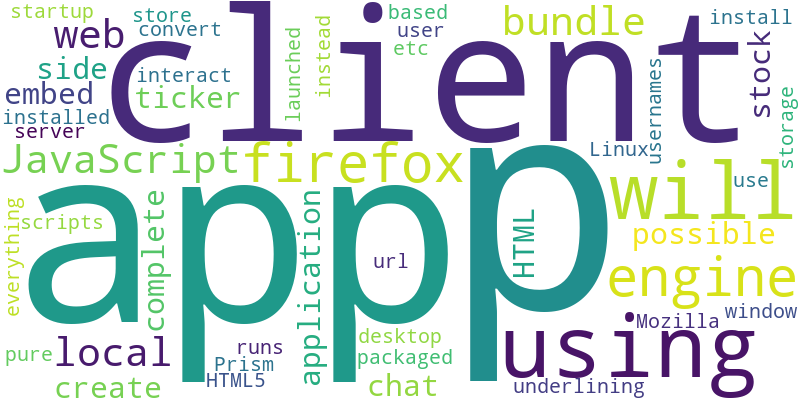 startup
store
convert
based
user
etc
install
web
client
bundle
side
interact
launched
instead
stock
embed
ticker
installed
server
usernames
storage
JavaScript
firefox
Linux
will
use
app
p
everything
scripts
complete
application
url
HTML
possible
engine
window
Mozilla
using
pure
local
runs
Prism
HTML5
desktop
packaged
create
chat
underlining